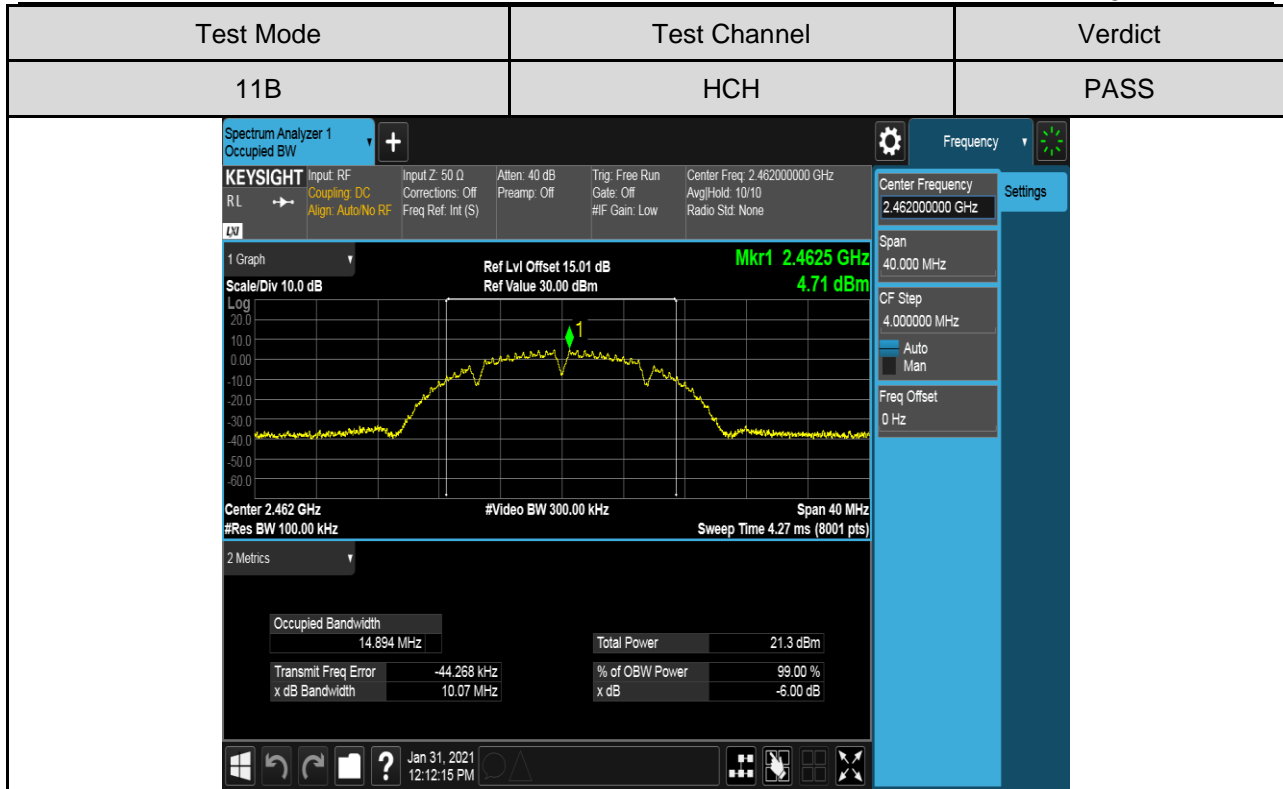 Test Mode Test Channel Verdict
11B HCH PASS
Spectrum Analyzer 1
Occupied BW
+
Frequency
KEYSIGHT
RL
LXI
Input: RF
Coupling: DC
Align: Auto/No RF
Input Z: 50 Ω
Corrections: Off
Freq Ref: Int (S)
Atten: 40 dB
Preamp: Off
Trig: Free Run
Gate: Off
#IF Gain: Low
Center Freq: 2.462000000 GHz
Avg|Hold: 10/10
Radio Std: None
Center Frequency
2.462000000 GHz
Settings
Span
40.000 MHz
CF Step
4.000000 MHz
Auto
Man
Freq Offset
0 Hz
1 Graph
Scale/Div 10.0 dB
Ref Lvl Offset 15.01 dB
Ref Value 30.00 dBm
Mkr1 2.4625 GHz
4.71 dBm
Log
20.0
10.0
0.00
-10.0
-20.0
-30.0
-40.0
-50.0
-60.0
1
Center 2.462 GHz
#Video BW 300.00 kHz
Span 40 MHz
#Res BW 100.00 kHz
Sweep Time 4.27 ms (8001 pts)
2 Metrics
Occupied Bandwidth
14.894 MHz
Total Power 21.3 dBm
Transmit Freq Error -44.268 kHz
% of OBW Power 99.00 %
x dB Bandwidth 10.07 MHz
x dB -6.00 dB
?
Jan 31, 2021
12:12:15 PM